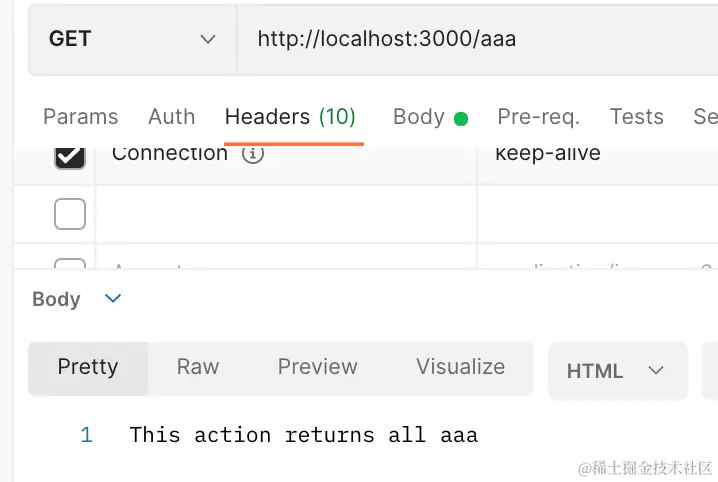 GET http://localhost:3000/aaa
Params Auth Headers (10) Body Pre-req. Tests Se
Connection keep-alive
Body
Pretty Raw Preview Visualize HTML
1 This action returns all aaa
@稀土掘金技术社区